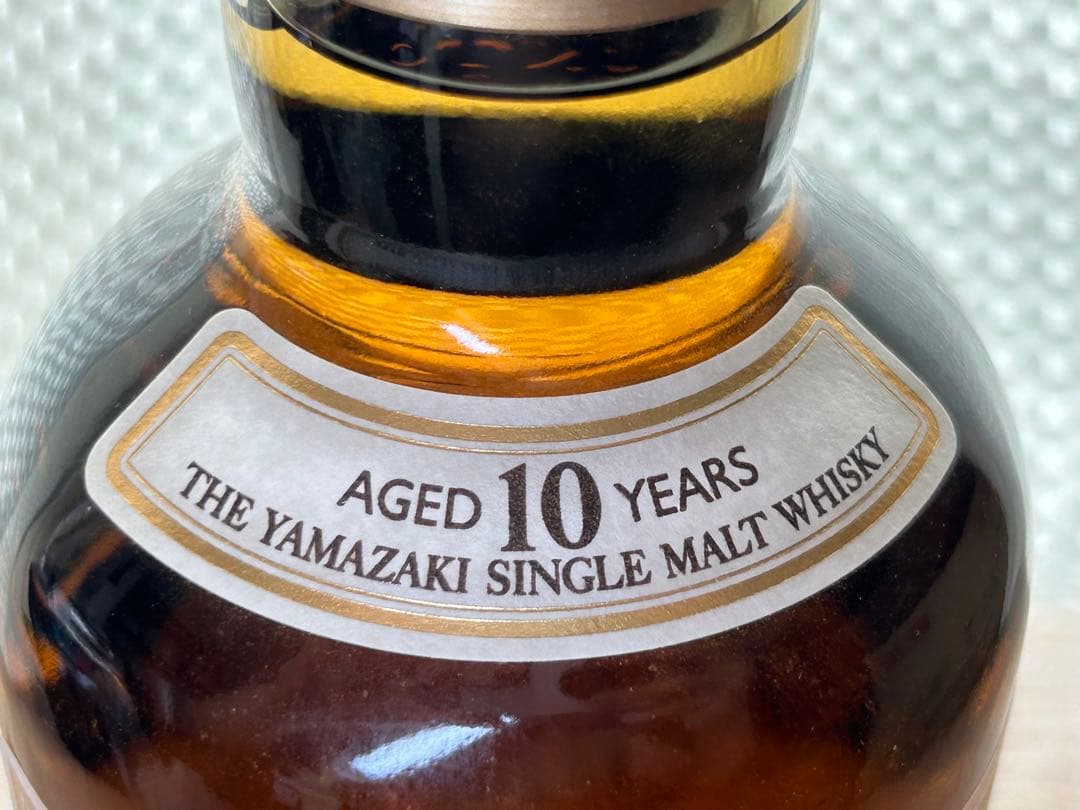 AGED 10 YEARS
THE YAMAZAKI SINGLE MALT WHISKY